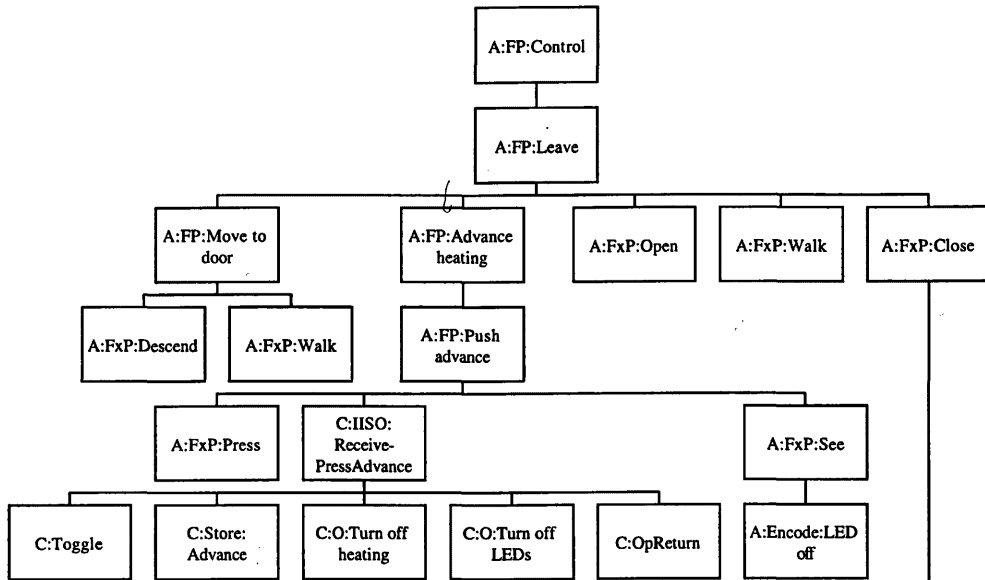 A:FP:Control
A:FP:Leave
A:FP:Move to
door
A:FP:Advance
heating
A:FxP:Open
A:FxP:Walk
A:FxP:Close
A:FxP:Descend
A:FxP:Walk
A:FP:Push
advance
A:FxP:Press
C:IISO:
Receive-
PressAdvance
A:FxP:See
C:Toggle
C:Store:
Advance
C:O:Turn off
heating
C:O:Turn off
LEDs
C:OpReturn
A:Encode:LED
off